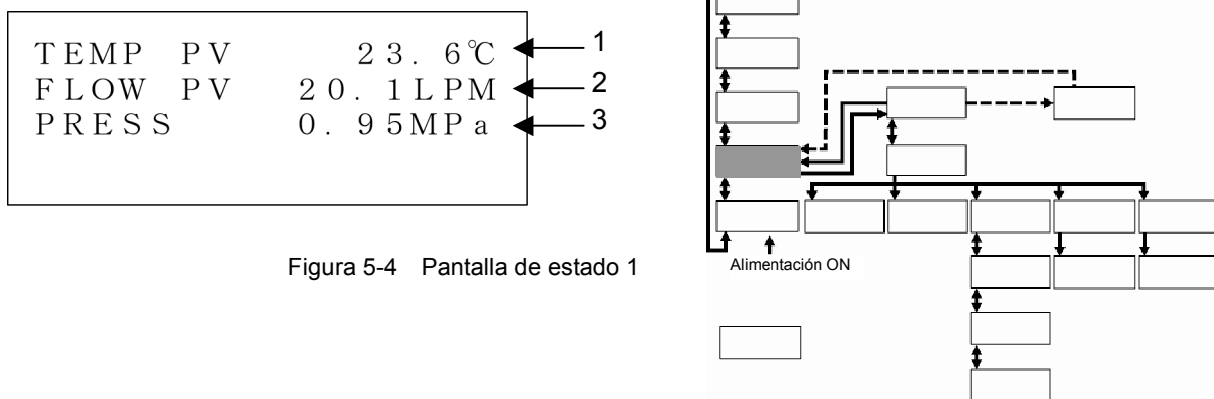 TEMP PV 23.6℃ 1
FLOW PV 20.1LPM 2
PRESS 0.95MPa 3
Figura 5-4 Pantalla de estado 1
Alimentación ON